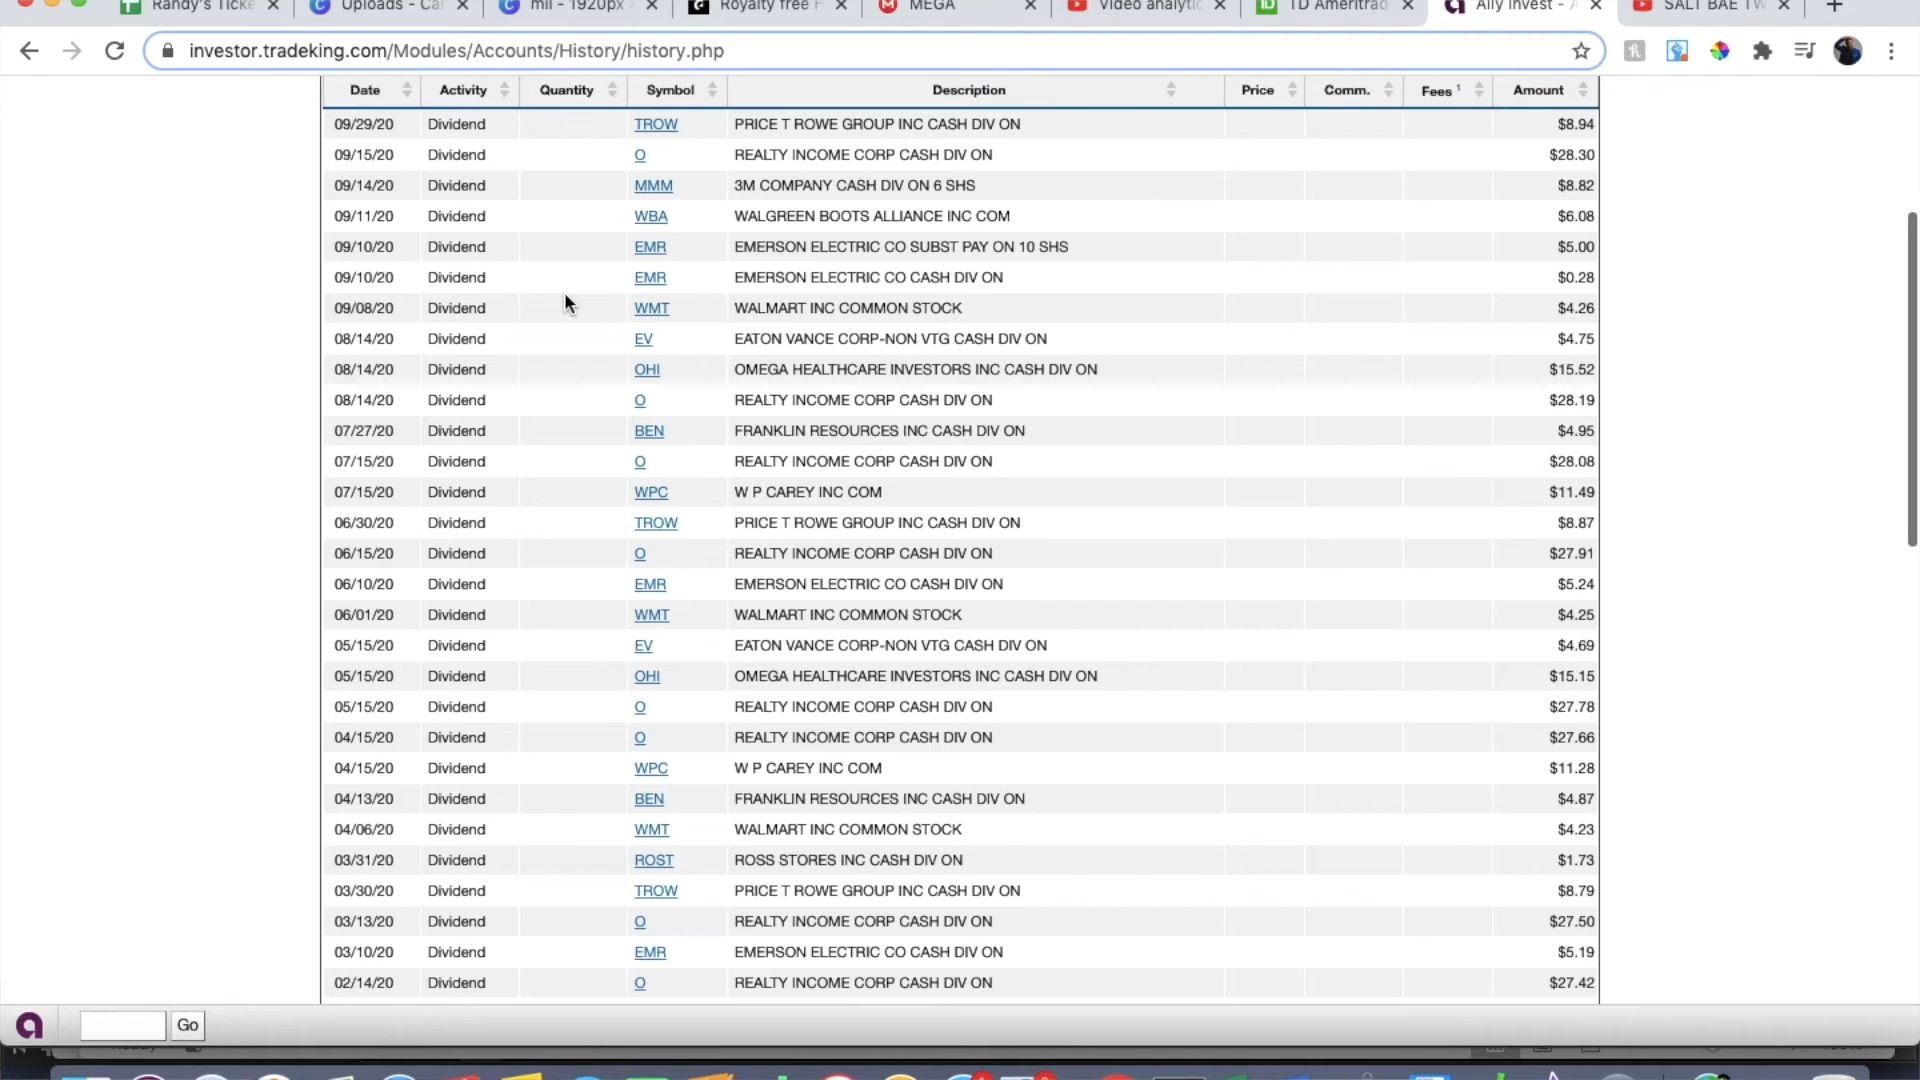 Randy's Ticke
Uploads - Ca
mil - 1920px
Royalty free
MEGA
Video analytic
TD Ameritrad
Ally Invest - A
SALT BAE TW
investor.tradeking.com/Modules/Accounts/History/history.php
Date Activity Quantity Symbol Description Price Comm. Fees 1 Amount
09/29/20 Dividend TROW PRICE T ROWE GROUP INC CASH DIV ON $8.94
09/15/20 Dividend O REALTY INCOME CORP CASH DIV ON $28.30
09/14/20 Dividend MMM 3M COMPANY CASH DIV ON 6 SHS $8.82
09/11/20 Dividend WBA WALGREEN BOOTS ALLIANCE INC COM $6.08
09/10/20 Dividend EMR EMERSON ELECTRIC CO SUBST PAY ON 10 SHS $5.00
09/10/20 Dividend EMR EMERSON ELECTRIC CO CASH DIV ON $0.28
09/08/20 Dividend WMT WALMART INC COMMON STOCK $4.26
08/14/20 Dividend EV EATON VANCE CORP-NON VTG CASH DIV ON $4.75
08/14/20 Dividend OHI OMEGA HEALTHCARE INVESTORS INC CASH DIV ON $15.52
08/14/20 Dividend O REALTY INCOME CORP CASH DIV ON $28.19
07/27/20 Dividend BEN FRANKLIN RESOURCES INC CASH DIV ON $4.95
07/15/20 Dividend O REALTY INCOME CORP CASH DIV ON $28.08
07/15/20 Dividend WPC W P CAREY INC COM $11.49
06/30/20 Dividend TROW PRICE T ROWE GROUP INC CASH DIV ON $8.87
06/15/20 Dividend O REALTY INCOME CORP CASH DIV ON $27.91
06/10/20 Dividend EMR EMERSON ELECTRIC CO CASH DIV ON $5.24
06/01/20 Dividend WMT WALMART INC COMMON STOCK $4.25
05/15/20 Dividend EV EATON VANCE CORP-NON VTG CASH DIV ON $4.69
05/15/20 Dividend OHI OMEGA HEALTHCARE INVESTORS INC CASH DIV ON $15.15
05/15/20 Dividend O REALTY INCOME CORP CASH DIV ON $27.78
04/15/20 Dividend O REALTY INCOME CORP CASH DIV ON $27.66
04/15/20 Dividend WPC W P CAREY INC COM $11.28
04/13/20 Dividend BEN FRANKLIN RESOURCES INC CASH DIV ON $4.87
04/06/20 Dividend WMT WALMART INC COMMON STOCK $4.23
03/31/20 Dividend ROST ROSS STORES INC CASH DIV ON $1.73
03/30/20 Dividend TROW PRICE T ROWE GROUP INC CASH DIV ON $8.79
03/13/20 Dividend O REALTY INCOME CORP CASH DIV ON $27.50
03/10/20 Dividend EMR EMERSON ELECTRIC CO CASH DIV ON $5.19
02/14/20 Dividend O REALTY INCOME CORP CASH DIV ON $27.42
Go